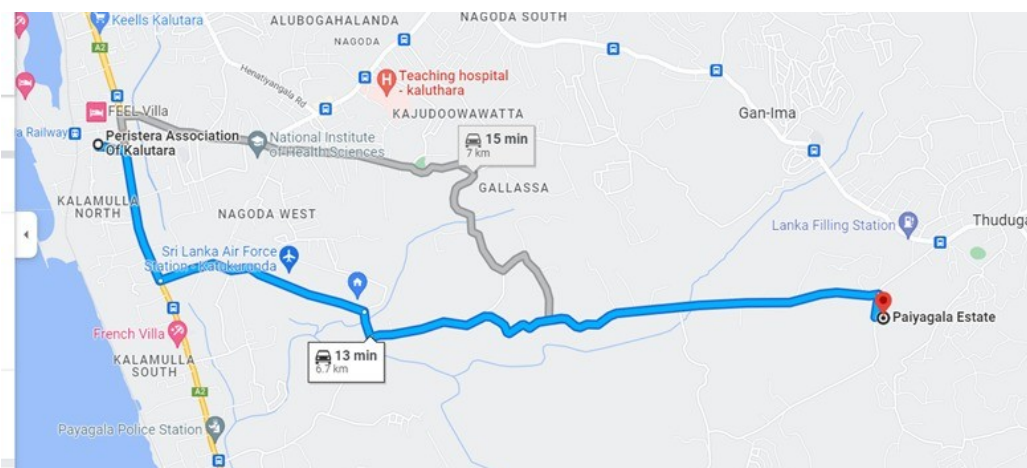 Keells Kalutara
ALUBOGAHALANDA
NAGODA SOUTH
A2
NAGODA
Henatiyangala Rd
Teaching hospital
- kaluthara
FEEL Villa
KAJUDOOWAWATTA
Gan-Ima
Railway
Peristera Association
Of Kalutara
National Institute
of Health Sciences
15 min
7 km
GALLASSA
KALAMULLA
NORTH
NAGODA WEST
Lanka Filling Station
Thuduga
Sri Lanka Air Force
Station - Katukurunda
Paiyagala Estate
French Villa
13 min
6.7 km
KALAMULLA
SOUTH
A2
Payagala Police Station